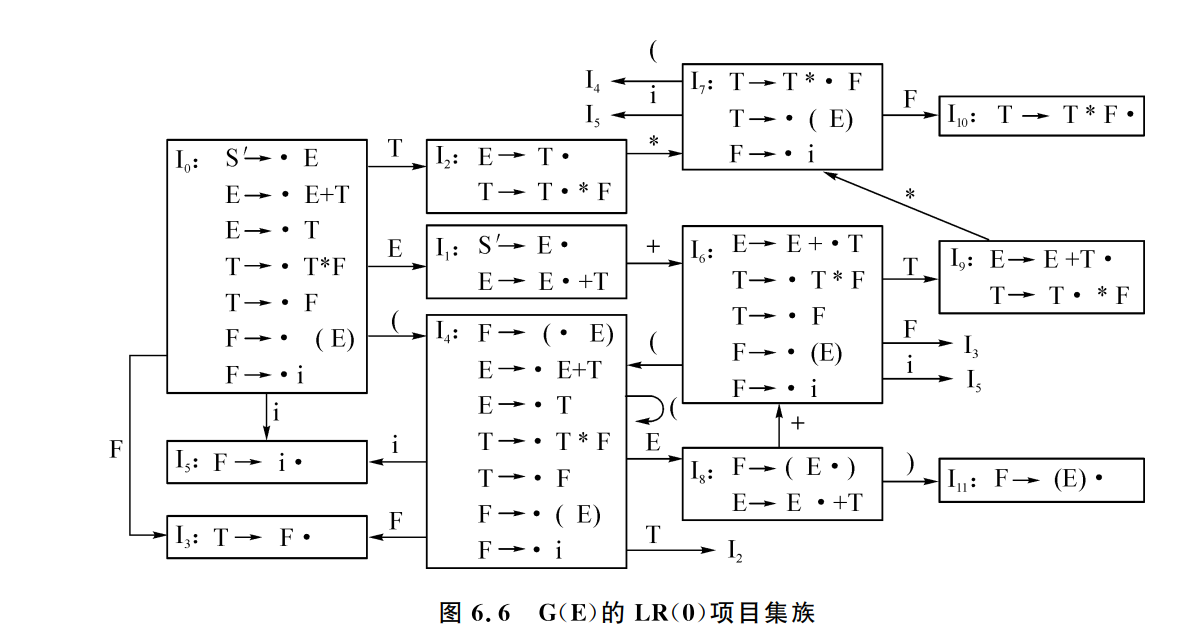 (
I₄
i
I₅
I₇: T→T*·F
T→·(E)
F→·i
F
I₁₀: T→T*F·
I₀: S′→·E
E→·E+T
E→·T
T→·T*F
T→·F
F→·(E)
F→·i
T
I₂: E→T·
T→T·*F
*
E
I₁: S′→E·
E→E·+T
+
I₆: E→E+·T
T→·T*F
T→·F
F→·(E)
F→·i
T
I₉: E→E+T·
T→T·*F
*
F
I₃
i
I₅
(
I₄: F→(·E)
E→·E+T
E→·T
T→·T*F
T→·F
F→·(E)
F→·i
(
(
E
I₈: F→(E·)
E→E·+T
+
)
I₁₁: F→(E)·
i
F
I₅: F→i·
i
I₃: T→F·
F
T
I₂
图 6.6 G(E)的 LR(0)项目集族